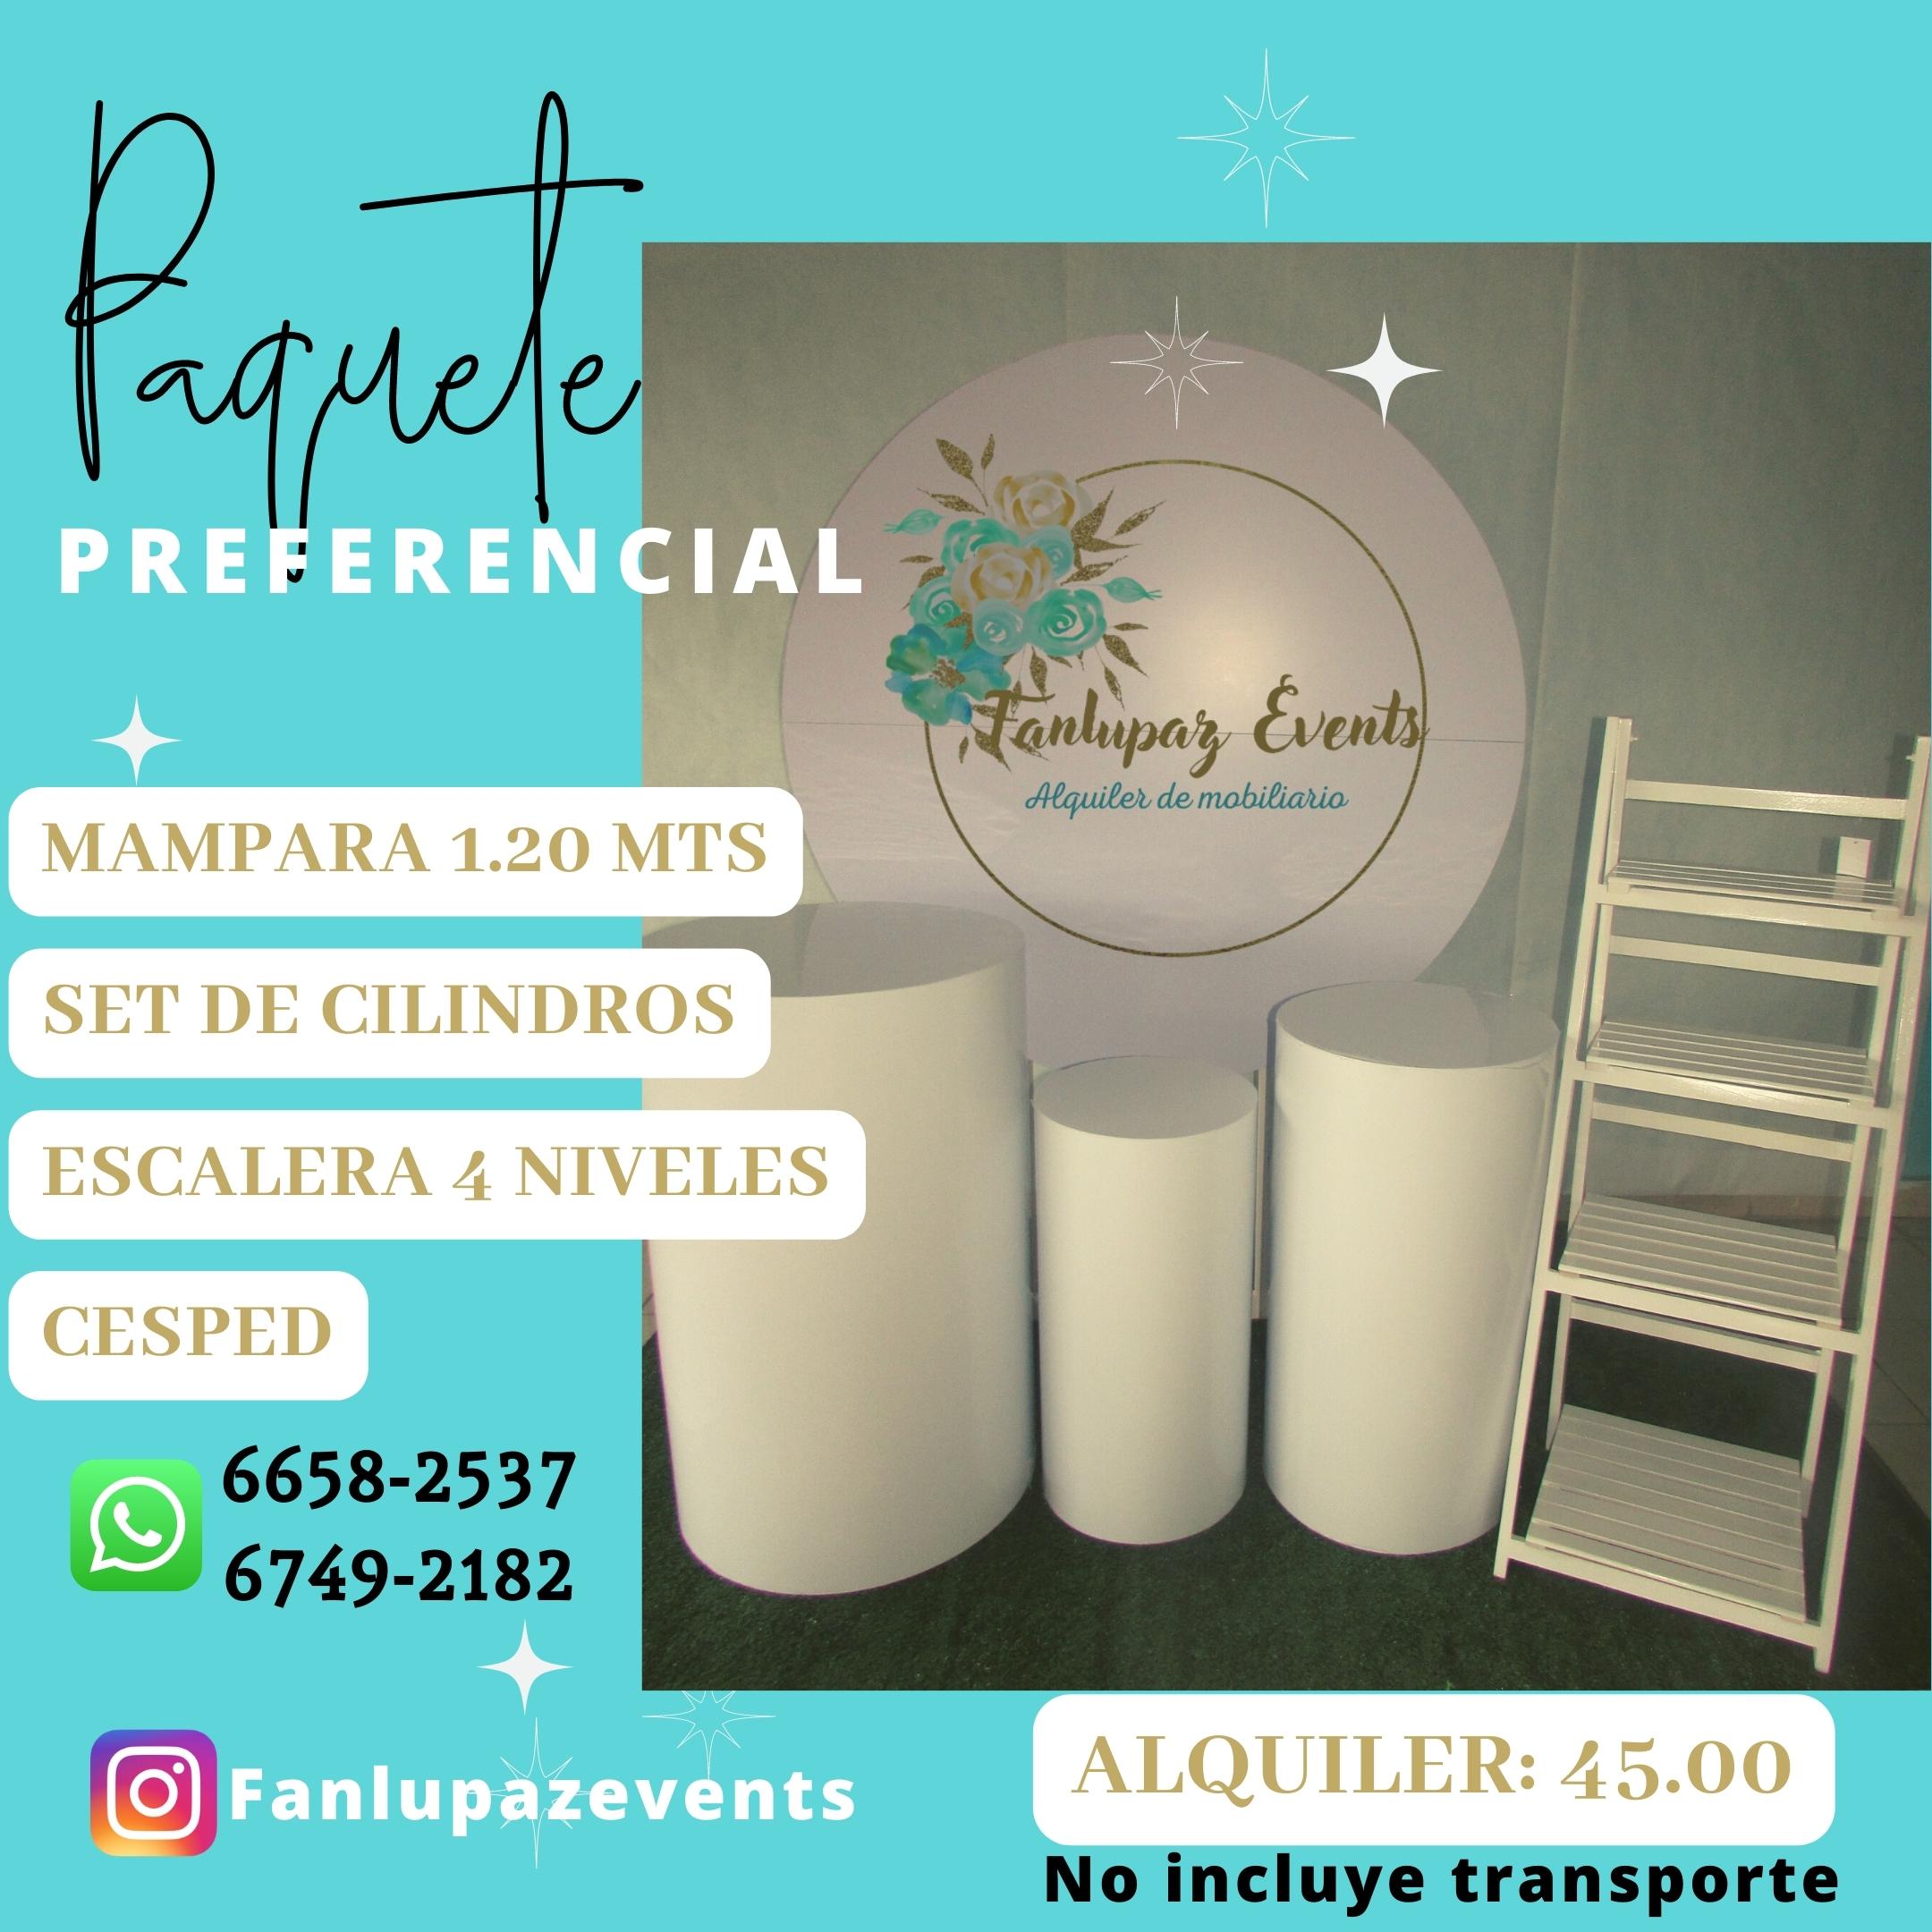 Paquete
PREFERENCIAL
Fanlupaz Events
Alquiler de mobiliario
MAMPARA 1.20 MTS
SET DE CILINDROS
ESCALERA 4 NIVELES
CESPED
6658-2537
6749-2182
Fanlupazevents
ALQUILER: 45.00
No incluye transporte